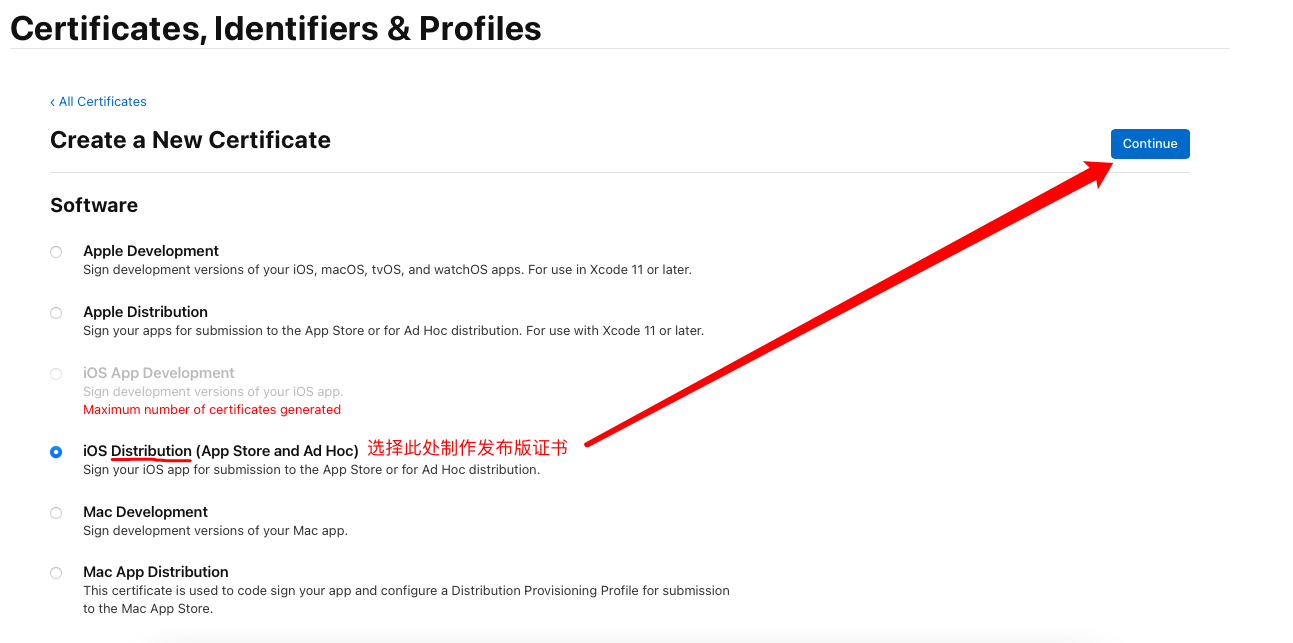 Certificates, Identifiers & Profiles
‹ All Certificates
Create a New Certificate
Continue
Software
Apple Development
Sign development versions of your iOS, macOS, tvOS, and watchOS apps. For use in Xcode 11 or later.
Apple Distribution
Sign your apps for submission to the App Store or for Ad Hoc distribution. For use with Xcode 11 or later.
iOS App Development
Sign development versions of your iOS app.
Maximum number of certificates generated
iOS Distribution (App Store and Ad Hoc) 选择此处制作发布版证书
Sign your iOS app for submission to the App Store or for Ad Hoc distribution.
Mac Development
Sign development versions of your Mac app.
Mac App Distribution
This certificate is used to code sign your app and configure a Distribution Provisioning Profile for submission
to the Mac App Store.